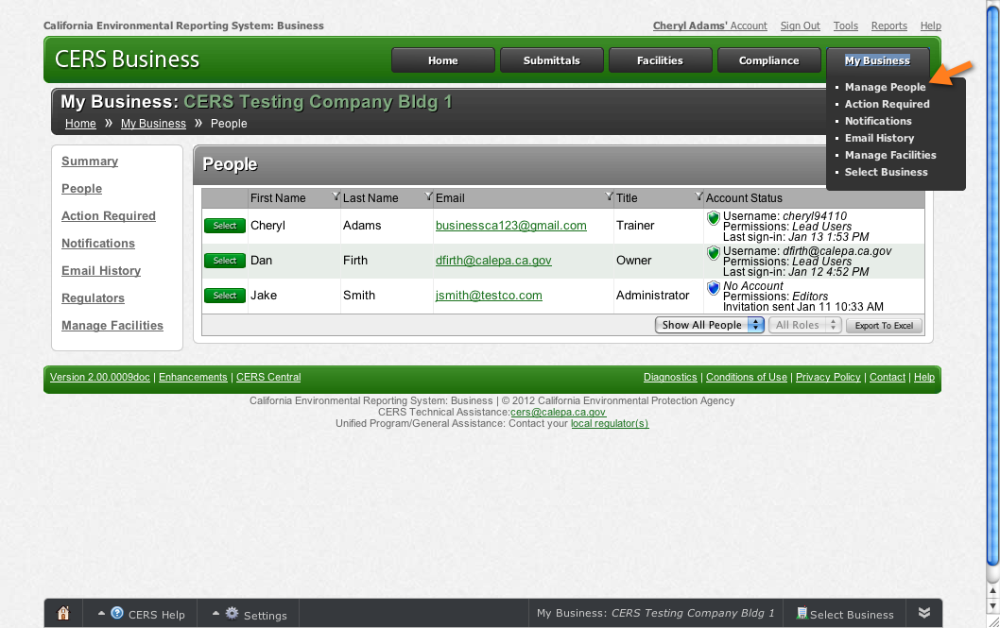 California Environmental Reporting System: Business
Cheryl Adams' Account Sign Out Tools Reports Help
CERS Business
Home Submittals Facilities Compliance My Business
Manage People
Action Required
Notifications
Email History
Manage Facilities
Select Business
My Business: CERS Testing Company Bldg 1
Home » My Business » People
Summary
People
Action Required
Notifications
Email History
Regulators
Manage Facilities
People
First Name Last Name Email Title Account Status
Select Cheryl Adams businessca123@gmail.com Trainer
Username: cheryl94110
Permissions: Lead Users
Last sign-in: Jan 13 1:53 PM
Select Dan Firth dfirth@calepa.ca.gov Owner
Username: dfirth@calepa.ca.gov
Permissions: Lead Users
Last sign-in: Jan 12 4:52 PM
Select Jake Smith jsmith@testco.com Administrator
No Account
Permissions: Editors
Invitation sent Jan 11 10:33 AM
Show All People All Roles Export To Excel
Version 2.00.0009doc | Enhancements | CERS Central
Diagnostics | Conditions of Use | Privacy Policy | Contact | Help
California Environmental Reporting System: Business | © 2012 California Environmental Protection Agency
CERS Technical Assistance:cers@calepa.ca.gov
Unified Program/General Assistance: Contact your local regulator(s)
CERS Help Settings My Business: CERS Testing Company Bldg 1 Select Business